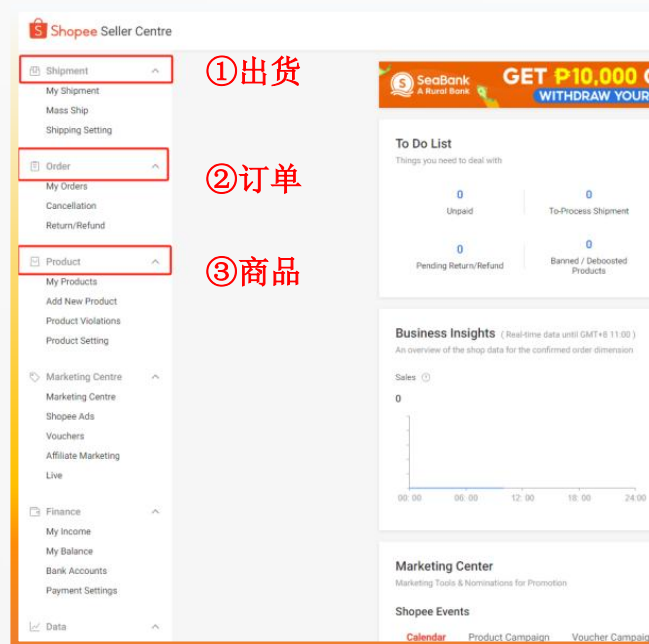 Shopee Seller Centre
Shipment
My Shipment
Mass Ship
Shipping Setting
Order
My Orders
Cancellation
Return/Refund
Product
My Products
Add New Product
Product Violations
Product Setting
Marketing Centre
Marketing Centre
Shopee Ads
Vouchers
Affiliate Marketing
Live
Finance
My Income
My Balance
Bank Accounts
Payment Settings
Data
①出货
②订单
③商品
SeaBank
A Rural Bank
GET ₱10,000
WITHDRAW YOUR
To Do List
Things you need to deal with
0
Unpaid
0
To-Process Shipment
0
Pending Return/Refund
0
Banned / Deboosted
Products
Business Insights ( Real-time data until GMT+8 11:00 )
An overview of the shop data for the confirmed order dimension
Sales ?
0
00: 00 06: 00 12: 00 18: 00 24:00
Marketing Center
Marketing Tools & Nominations for Promotion
Shopee Events
Calendar Product Campaign Voucher Campaig